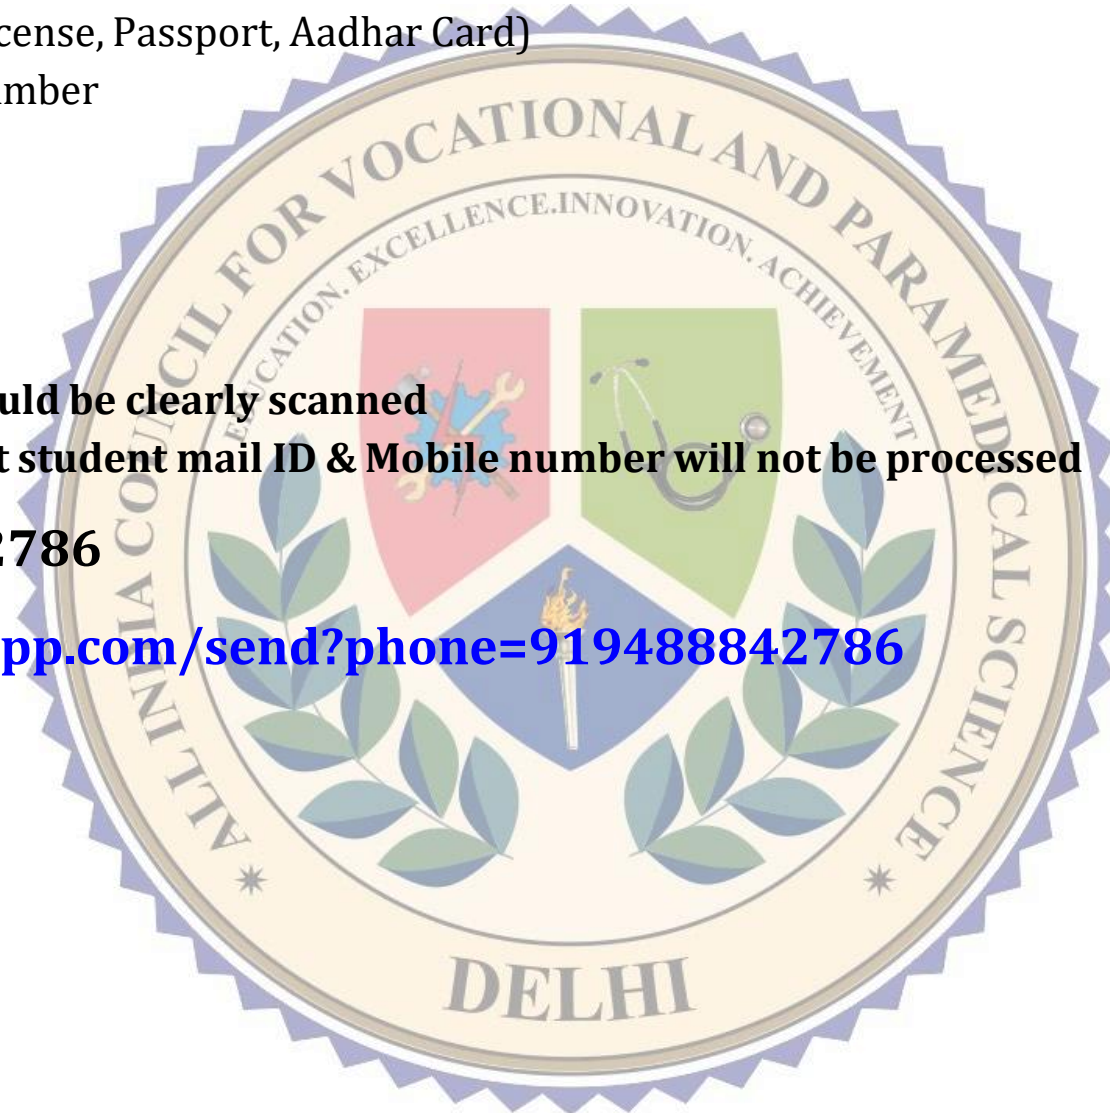 cense, Passport, Aadhar Card)
mber
uld be clearly scanned
t student mail ID & Mobile number will not be processed
2786
pp.com/send?phone=919488842786
ALL INDIA COUNCIL FOR VOCATIONAL AND PARAMEDICAL SCIENCE
EDUCATION. EXCELLENCE.INNOVATION. ACHIEVEMENT
DELHI